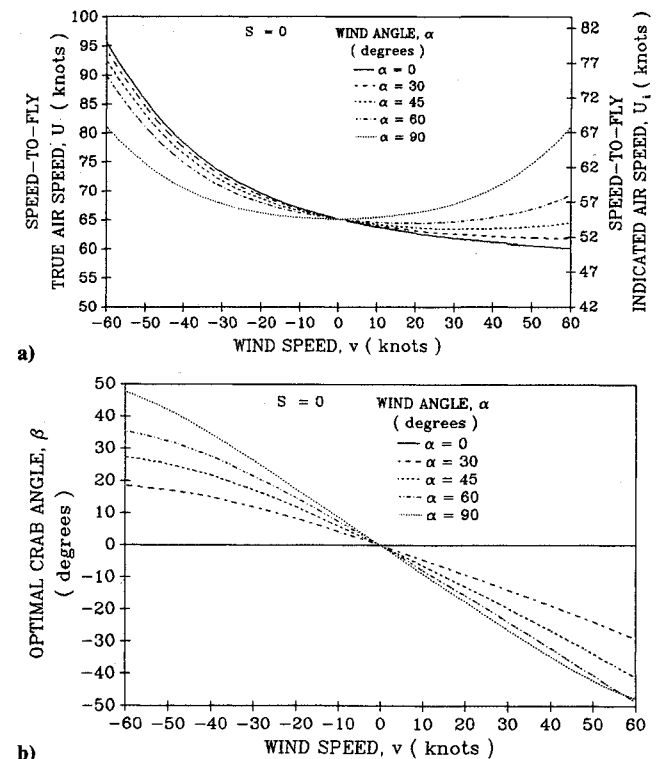 S = 0
WIND ANGLE, α
( degrees )
α = 0
α = 30
α = 45
α = 60
α = 90
SPEED-TO-FLY
TRUE AIR SPEED, U ( knots )
100
95
90
85
80
75
70
65
60
55
50
82
77
72
67
62
57
52
47
42
SPEED-TO-FLY
INDICATED AIR SPEED, U i ( knots )
-60 -50 -40 -30 -20 -10 0 10 20 30 40 50 60
WIND SPEED, v ( knots )
a)
S = 0
WIND ANGLE, α
( degrees )
α = 0
α = 30
α = 45
α = 60
α = 90
OPTIMAL CRAB ANGLE, β
( degrees )
50
40
30
20
10
0
-10
-20
-30
-40
-50
-60 -50 -40 -30 -20 -10 0 10 20 30 40 50 60
WIND SPEED, v ( knots )
b)